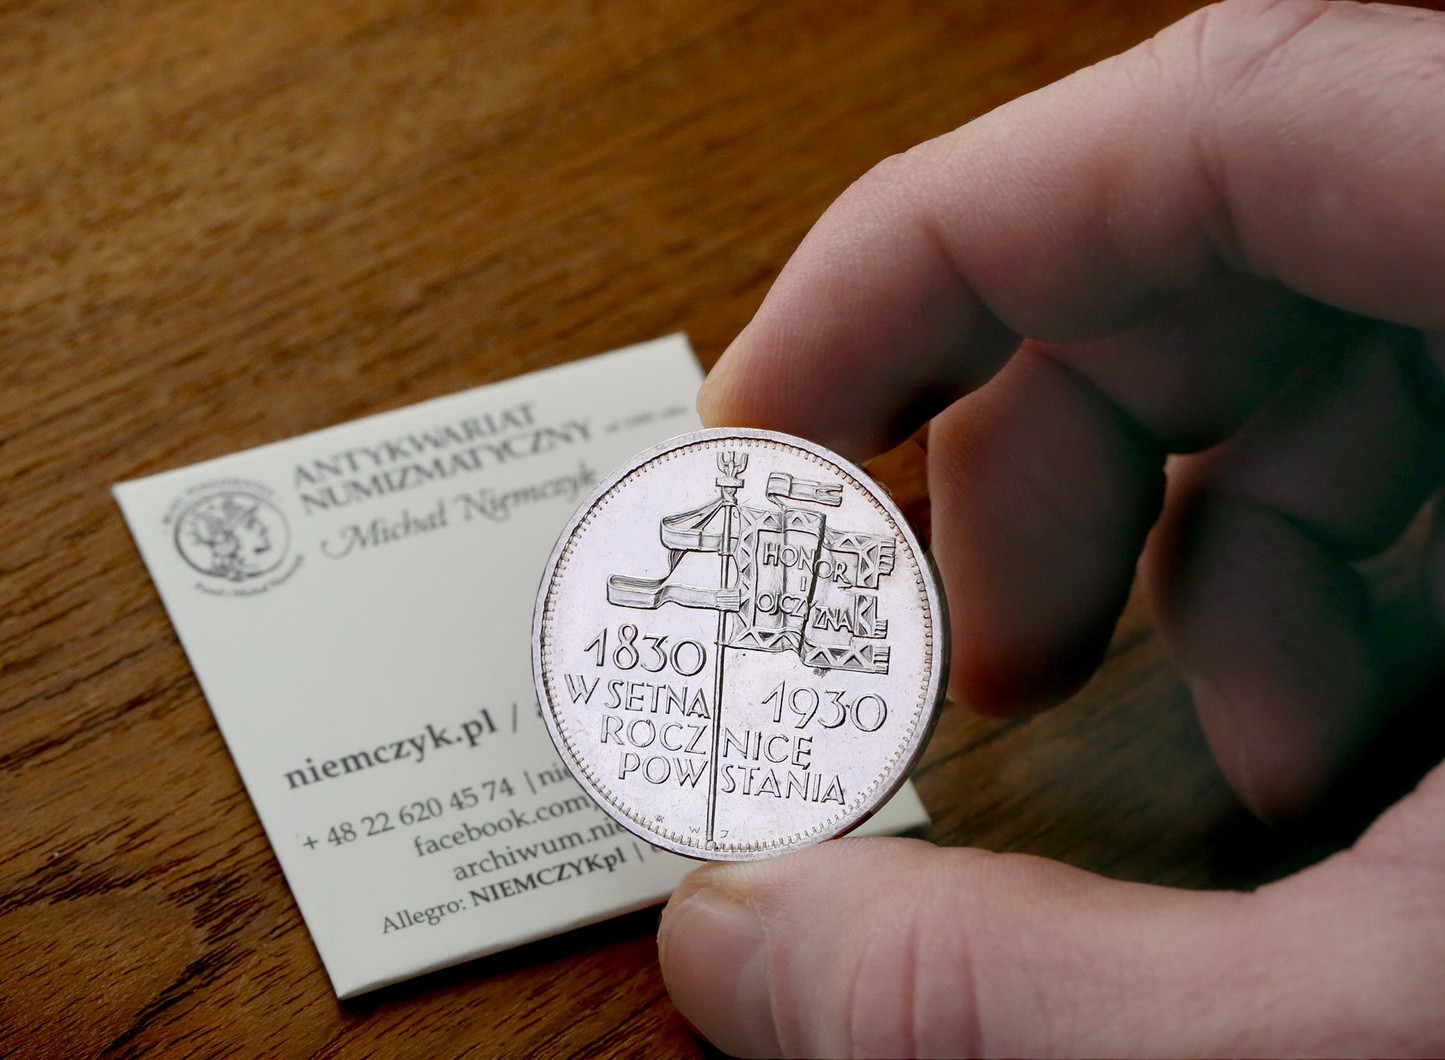 ANTYKWARIAT
NUMIZMATYCZNY
Michał Niemczyk
niemczyk.pl /
+ 48 22 620 45 74 | nie
facebook.com
archiwum.nie
Allegro: NIEMCZYKpl |
HONOR
I
OJCZYZNA
1830
1930
W SETNĄ
ROCZNICĘ
POWSTANIA
W J